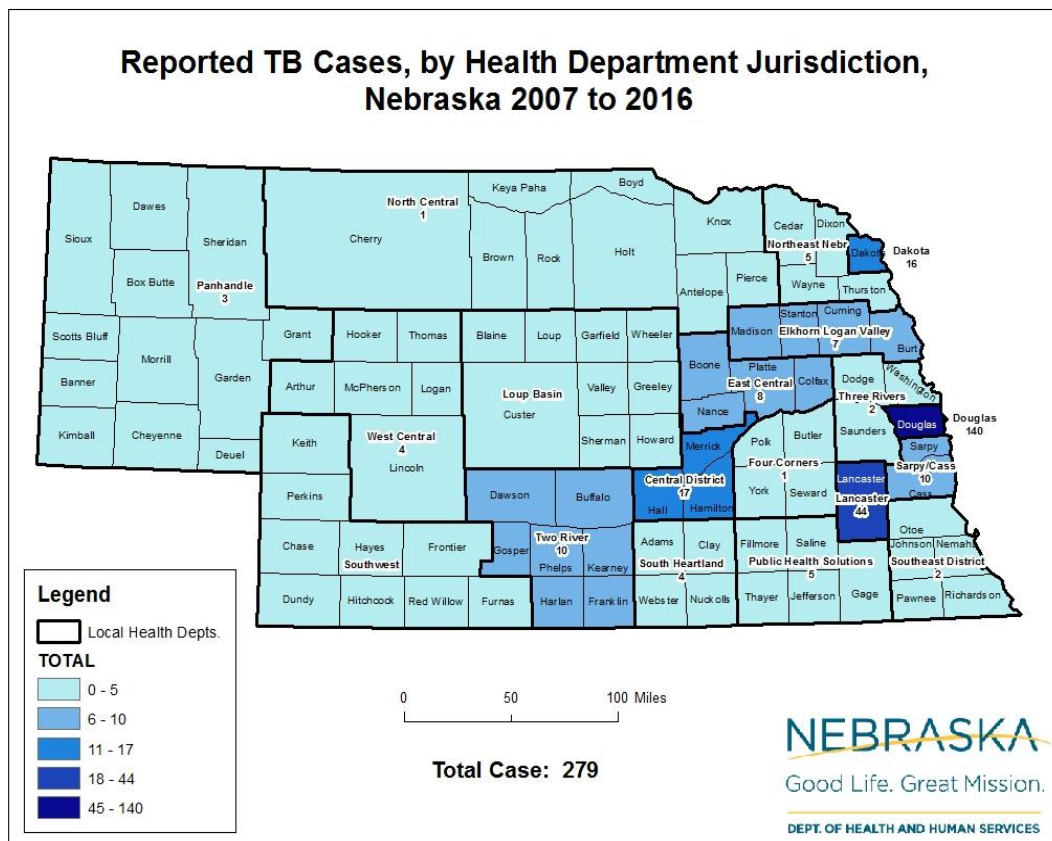 Reported TB Cases, by Health Department Jurisdiction,
Nebraska 2007 to 2016
Sioux
Dawes
Sheridan
Box Butte
Panhandle
3
Scotts Bluff
Morrill
Banner
Garden
Kimball
Cheyenne
Deuel
North Central
1
Cherry
Keya Paha
Boyd
Brown
Rock
Holt
Knox
Antelope
Pierce
Cedar
Dixon
Northeast Nebr
5
Wayne
Thurston
Dakota
Dakota
16
Grant
Hooker
Thomas
Arthur
McPherson
Logan
West Central
4
Lincoln
Blaine
Loup
Garfield
Wheeler
Loup Basin
Custer
Valley
Greeley
Sherman
Howard
Madison
Stanton
Cuming
Elkhorn Logan Valley
7
Burt
Boone
Platte
Colfax
East Central
8
Nance
Dodge
Washington
Three Rivers
2
Saunders
Douglas
Douglas
140
Sarpy
Sarpy/Cass
10
Cass
Merrick
Central District
17
Hall
Hamilton
Polk
Butler
Four Corners
1
York
Seward
Lancaster
Lancaster
44
Keith
Perkins
Chase
Hayes
Frontier
Southwest
Dundy
Hitchcock
Red Willow
Furnas
Dawson
Buffalo
Gosper
Two River
10
Phelps
Kearney
Harlan
Franklin
Adams
Clay
South Heartland
4
Webster
Nuckolls
Fillmore
Saline
Public Health Solutions
5
Thayer
Jefferson
Gage
Otoe
Johnson
Nemaha
Southeast District
2
Pawnee
Richardson
Legend
Local Health Depts.
TOTAL
0 - 5
6 - 10
11 - 17
18 - 44
45 - 140
0 50 100 Miles
Total Case: 279
NEBRASKA
Good Life. Great Mission.
DEPT. OF HEALTH AND HUMAN SERVICES